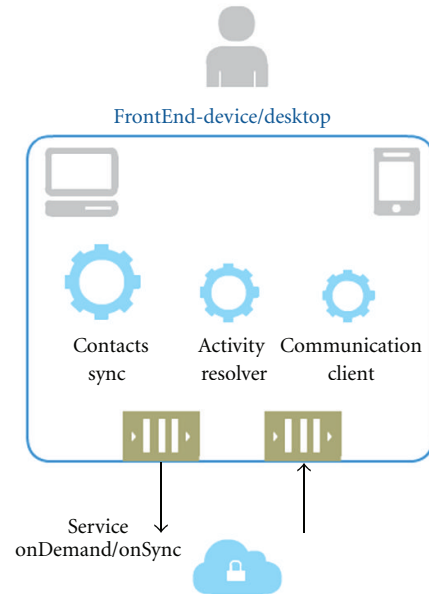 FrontEnd-device/desktop
Contacts sync
Activity resolver
Communication client
Service
onDemand/onSync